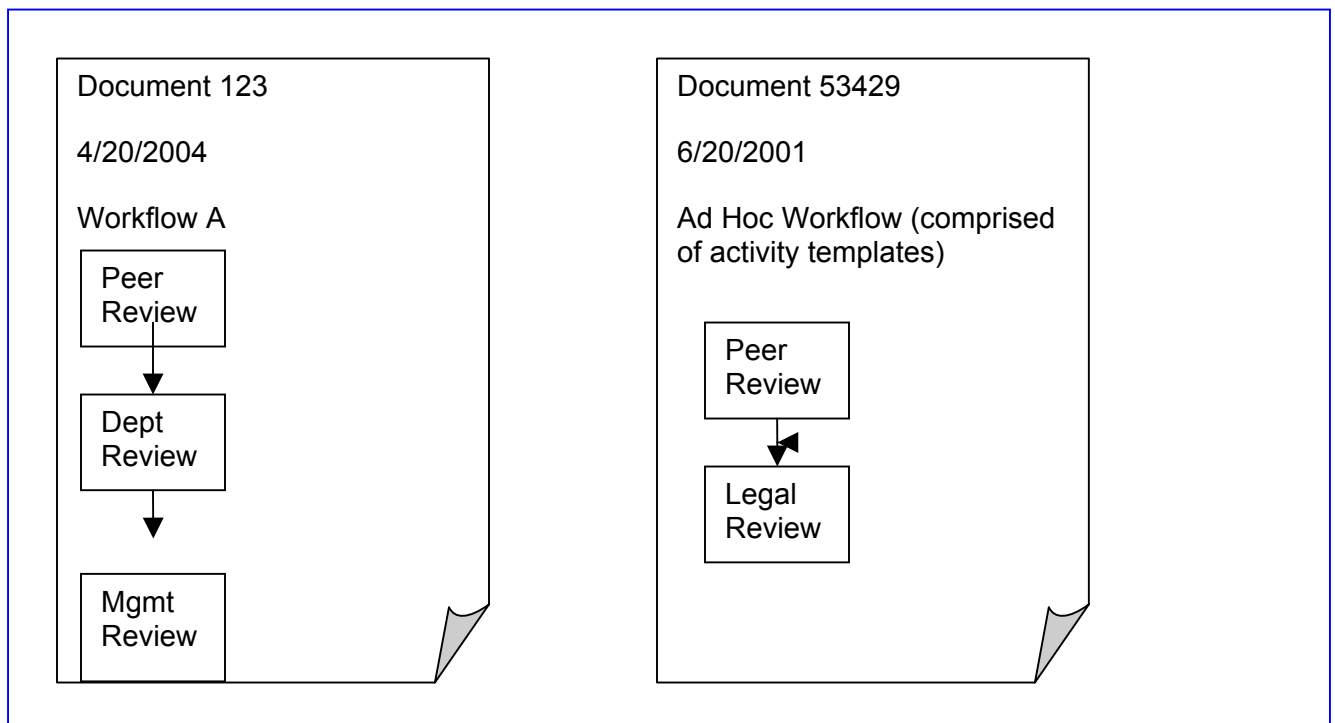 Document 123
4/20/2004
Workflow A
Peer
Review
Dept
Review
Mgmt
Review
Document 53429
6/20/2001
Ad Hoc Workflow (comprised
of activity templates)
Peer
Review
Legal
Review